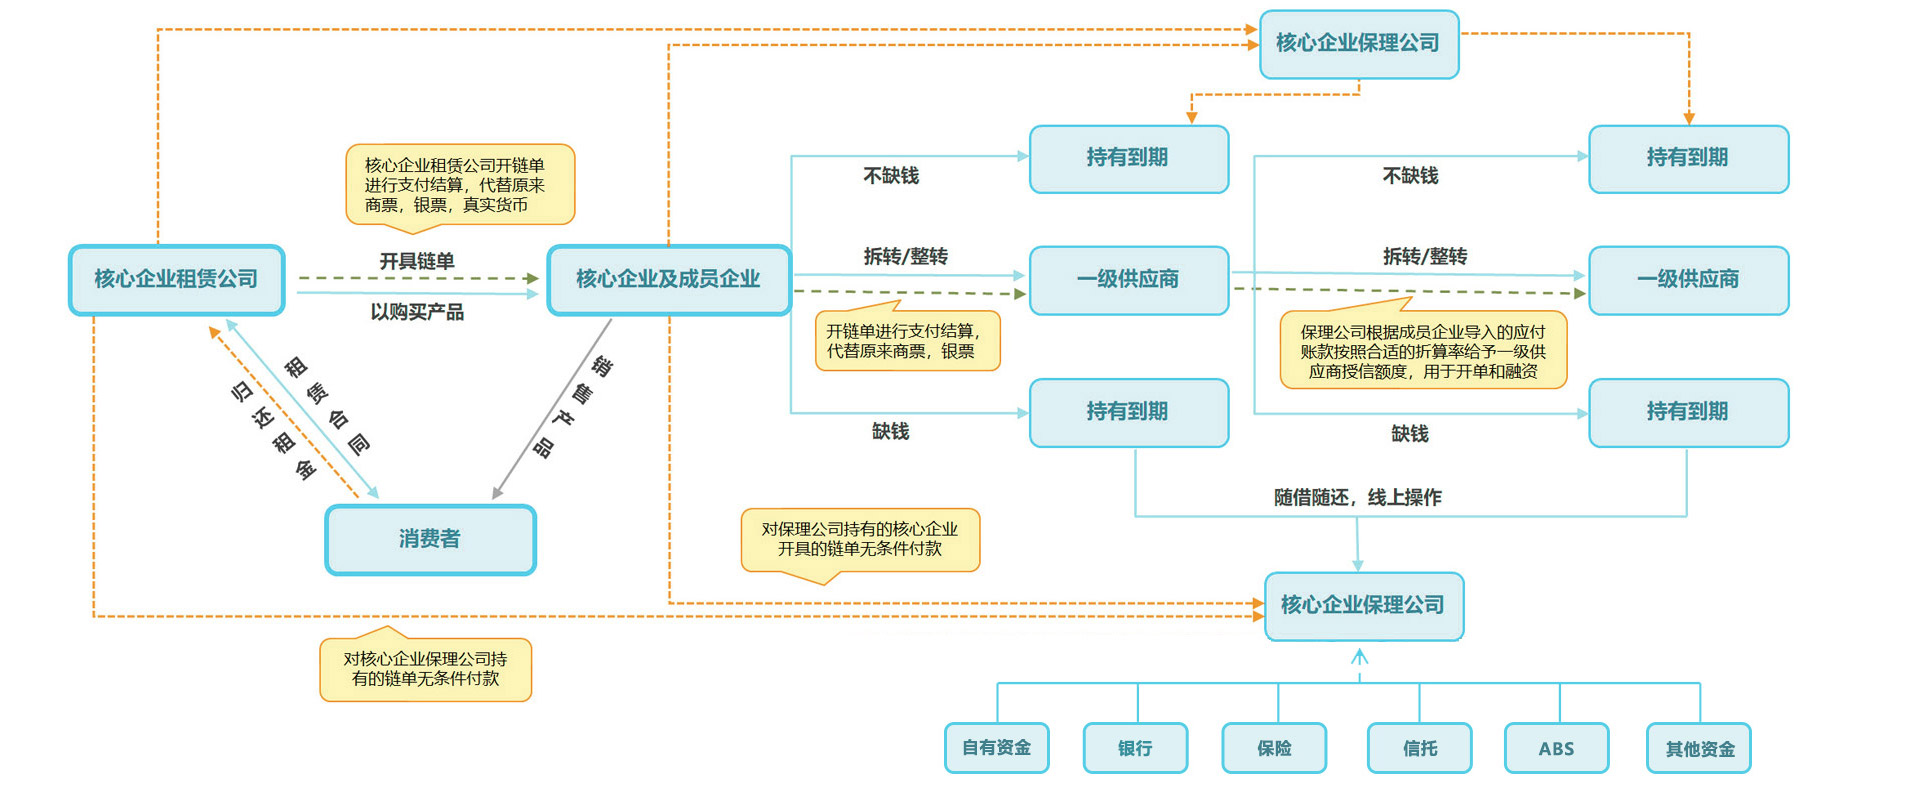 核心企业保理公司
核心企业租赁公司开链单
进行支付结算，代替原来
商票，银票，真实货币
持有到期
持有到期
不缺钱
不缺钱
核心企业租赁公司
开具链单
以购买产品
核心企业及成员企业
拆转/整转
一级供应商
拆转/整转
一级供应商
开链单进行支付结算，
代替原来商票，银票
保理公司根据成员企业导入的应付
账款按照合适的折算率给予一级供
应商授信额度，用于开单和融资
租赁合同
归还租金
销售产品
持有到期
持有到期
缺钱
缺钱
随借随还，线上操作
消费者
对保理公司持有的核心企业
开具的链单无条件付款
核心企业保理公司
对核心企业保理公司持
有的链单无条件付款
自有资金
银行
保险
信托
ABS
其他资金